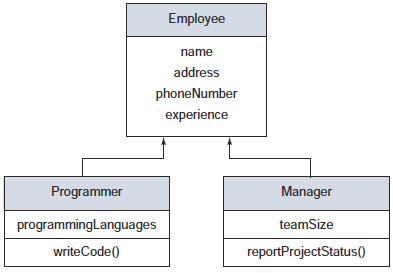 Employee
name
address
phoneNumber
experience
Programmer
programmingLanguages
writeCode()
Manager
teamSize
reportProjectStatus()